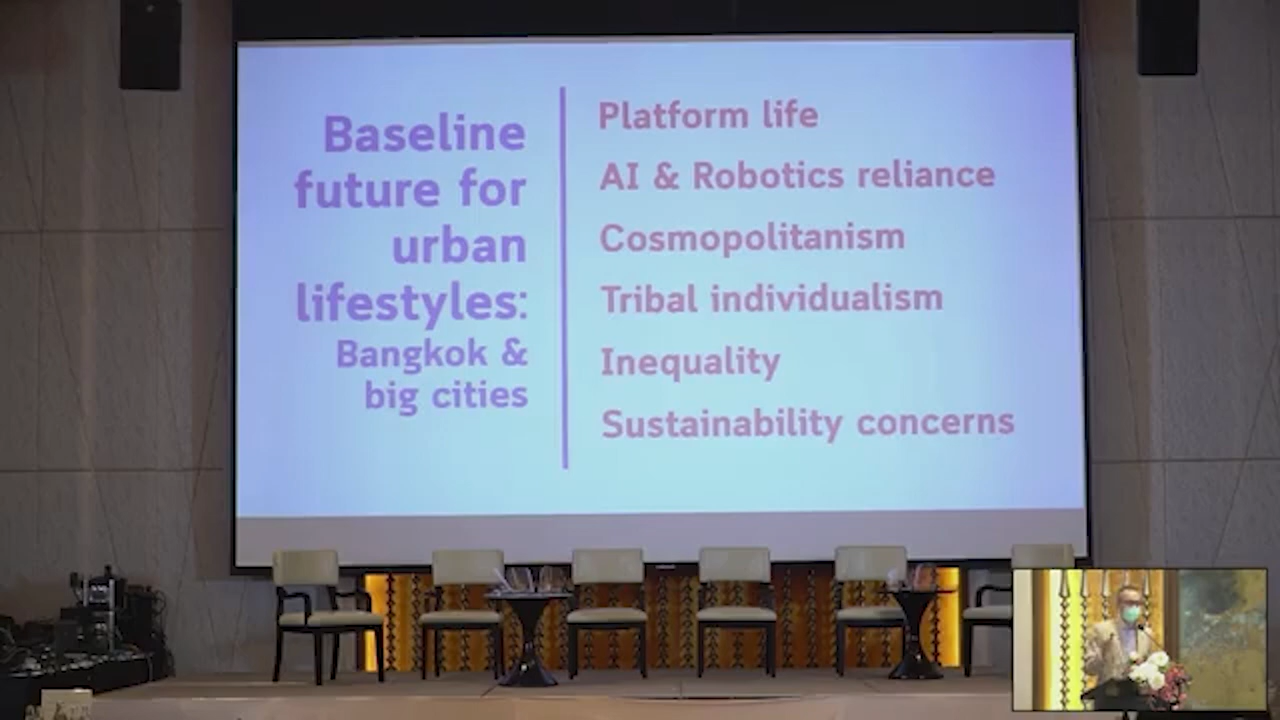 Baseline
future for
urban
lifestyles:
Bangkok &
big cities
Platform life
AI & Robotics reliance
Cosmopolitanism
Tribal individualism
Inequality
Sustainability concerns